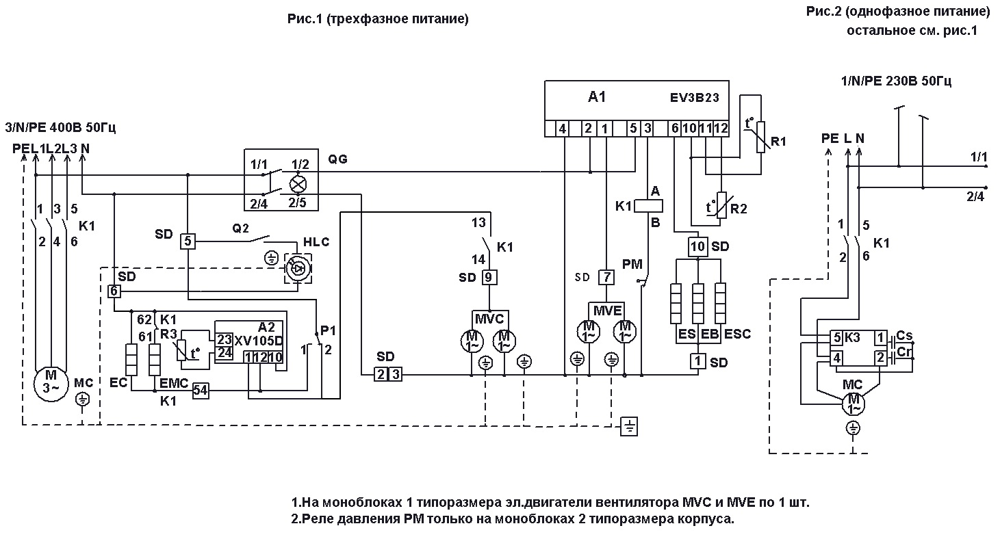 Рис.1 (трехфазное питание)
Рис.2 (однофазное питание)
остальное см. рис.1
1/N/PE 230В 50Гц
A1 EV3B23
4 2 1 5 3 6 10 11 12
t° R1
3/N/PE 400В 50Гц
PE L1 L2 L3 N
PE L N
1/1 1/2 QG
2/4 2/5
1/1
2/4
A
K1
B
t° R2
1 3 5
K1
2 4 6
13
K1
14
1 5
K1
2 6
SD 5 Q2 HLC
10 SD
PM
SD 9
SD 7
SD
6
MVC
MVE
M 1~
M 1~
M 1~
M 1~
ES EB ESC
62 K1
61 R3
t°
A2
XV105D
23
24
1 12 10
P1
1 2
5 K3 1 Cs
4 2 Cr
SD
2 3
1 SD
M
3~
MC
EC EMC
K1
54
MC
M
1~
1.На моноблоках 1 типоразмера эл.двигатели вентилятора MVC и MVE по 1 шт.
2.Реле давления PM только на моноблоках 2 типоразмера корпуса.